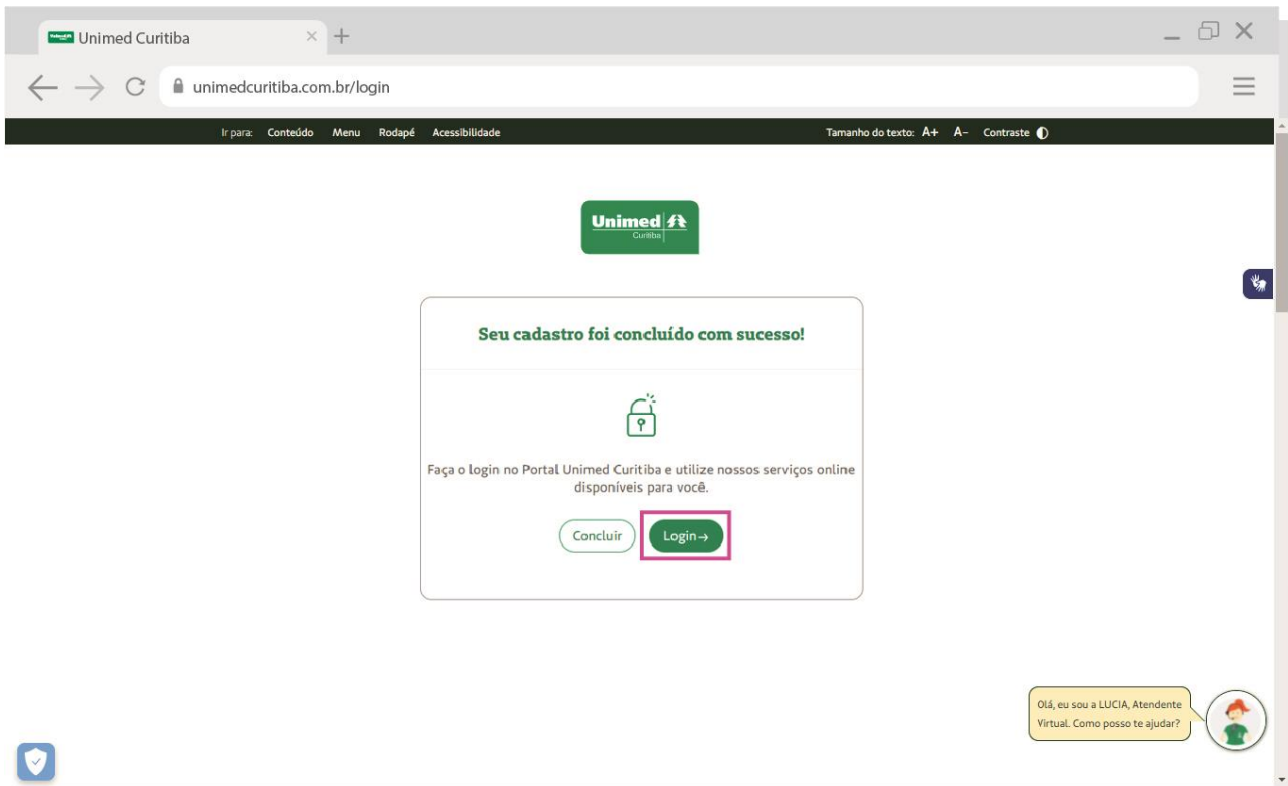 Unimed Curitiba
unimedcuritiba.com.br/login
Ir para: Conteúdo Menu Rodapé Acessibilidade Tamanho do texto: A+ A- Contraste
Unimed
Curitiba
Seu cadastro foi concluído com sucesso!
Faça o login no Portal Unimed Curitiba e utilize nossos serviços online
disponíveis para você.
Concluir Login→
Olá, eu sou a LUCIA, Atendente
Virtual. Como posso te ajudar?